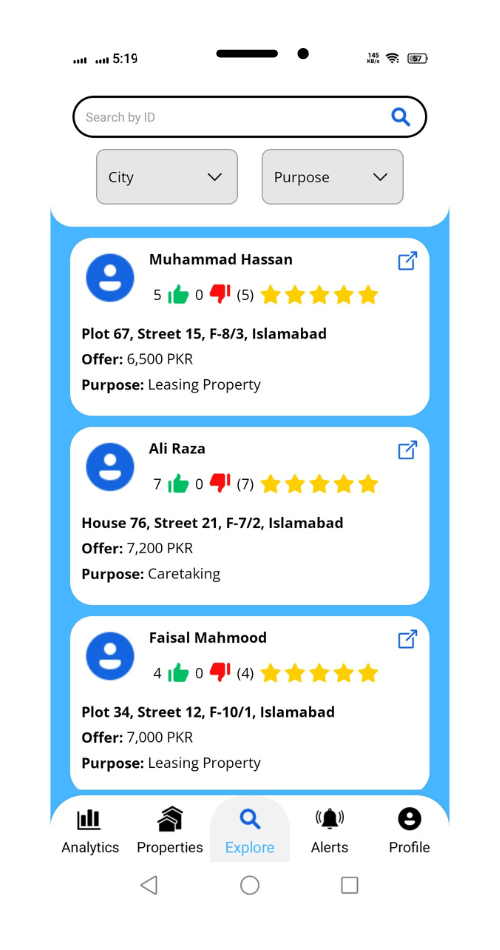 5:19
145
KB/s
57
Search by ID
City
Purpose
Muhammad Hassan
5 0 (5)
Plot 67, Street 15, F-8/3, Islamabad
Offer: 6,500 PKR
Purpose: Leasing Property
Ali Raza
7 0 (7)
House 76, Street 21, F-7/2, Islamabad
Offer: 7,200 PKR
Purpose: Caretaking
Faisal Mahmood
4 0 (4)
Plot 34, Street 12, F-10/1, Islamabad
Offer: 7,000 PKR
Purpose: Leasing Property
Analytics Properties Explore Alerts Profile